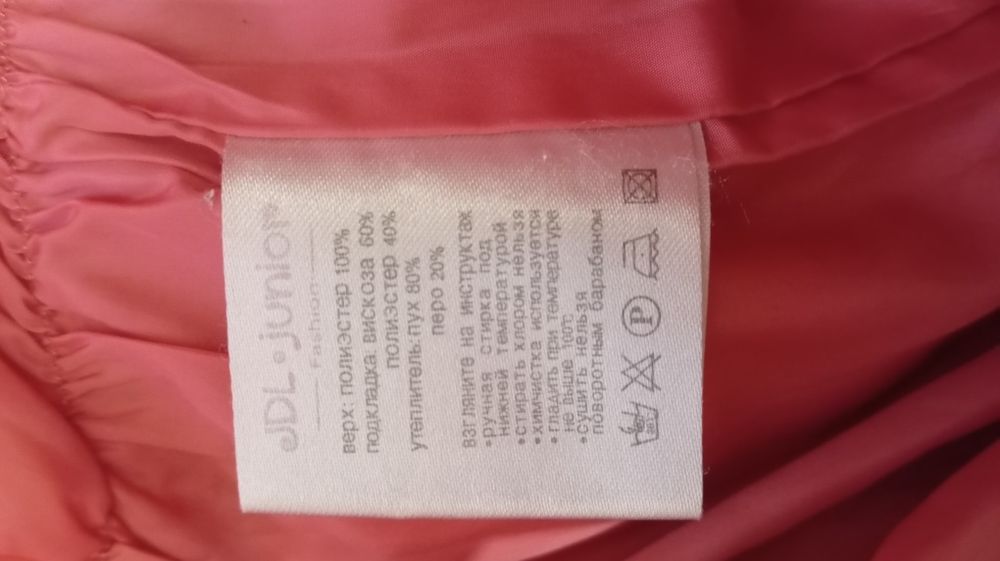 JDL·junior
Fashion
верх: полиэстер 100%
подкладка: вискоза 60%
полиэстер 40%
утеплитель: пух 80%
перо 20%
взгляните на инструктаж
•ручная стирка под
нижней температурой
•стирать хлором нельзя
•химчистка используется
•гладить при температуре
не выше 100°C
•сушить нельзя
поворотным барабаном
P